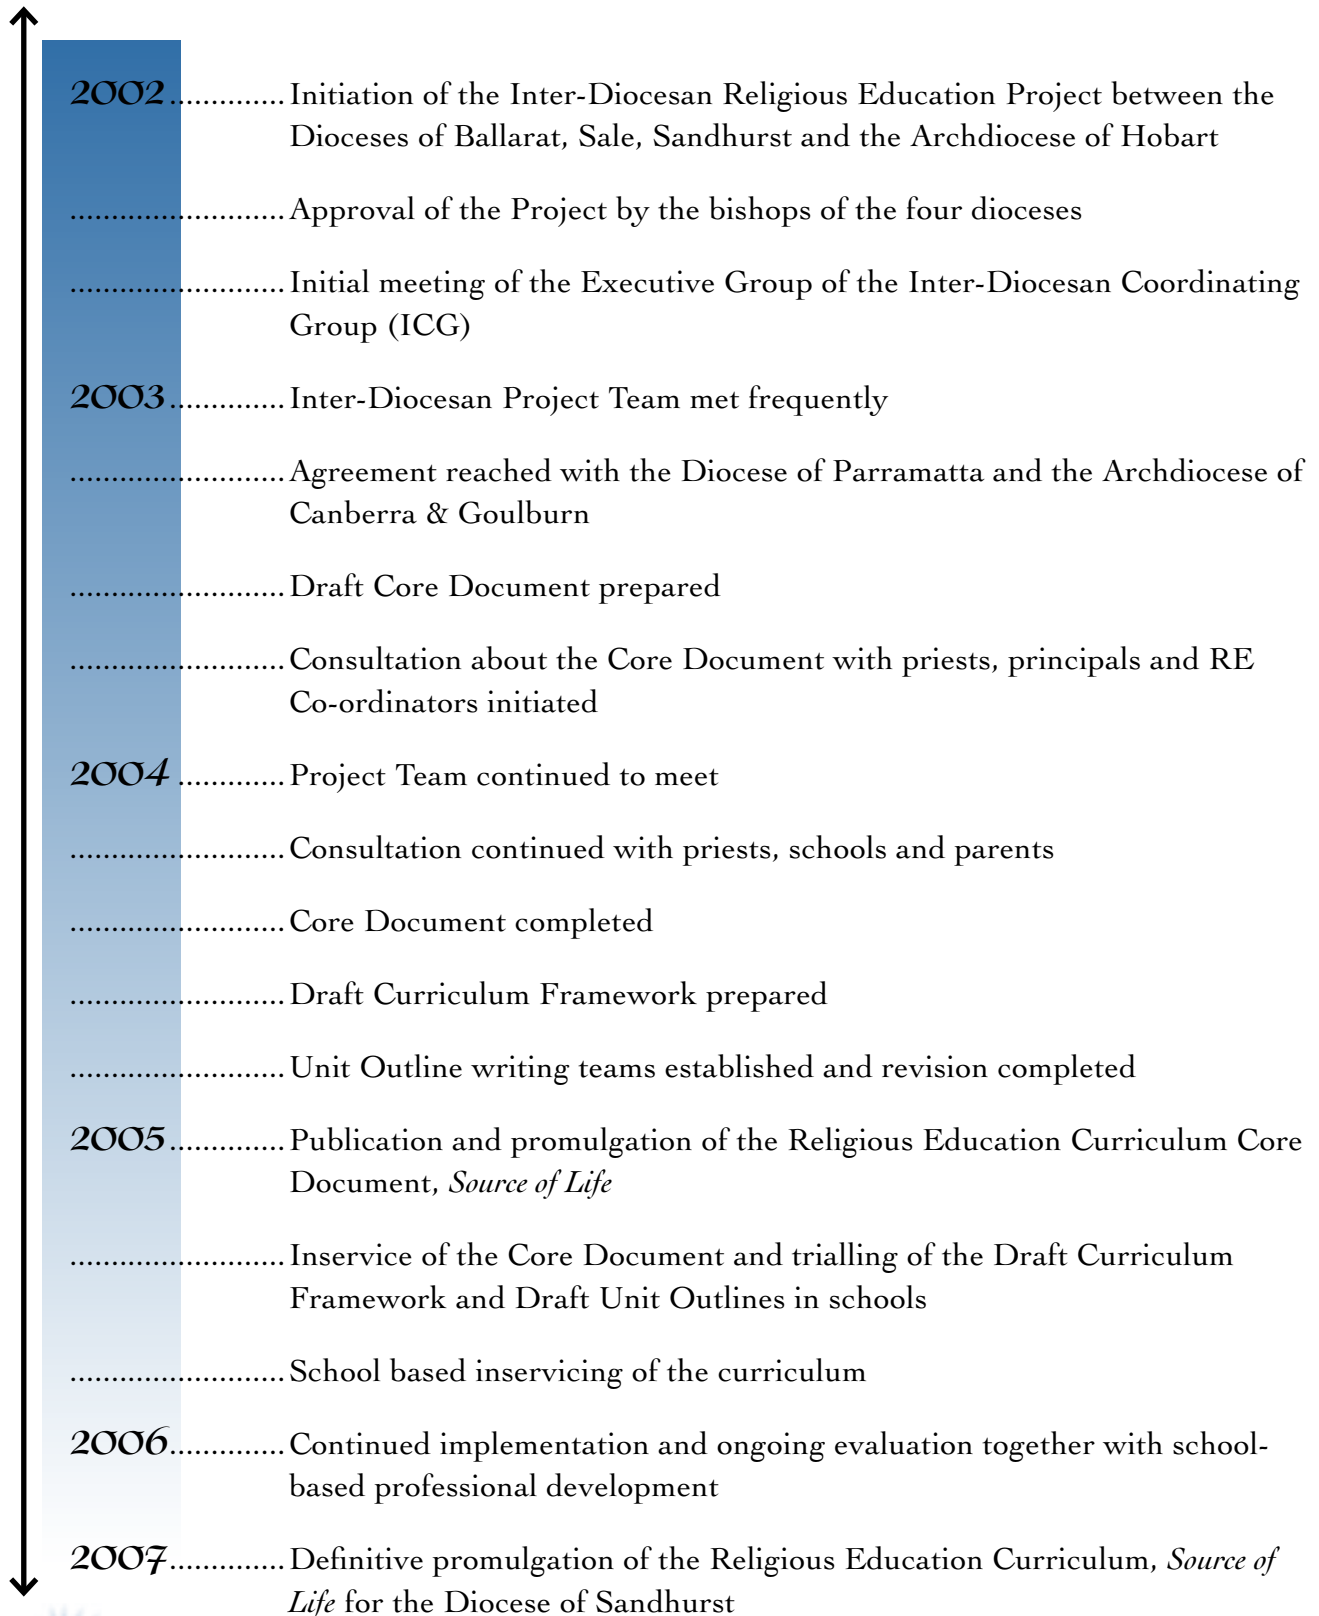 2002..............Initiation of the Inter-Diocesan Religious Education Project between the
Dioceses of Ballarat, Sale, Sandhurst and the Archdiocese of Hobart
..........................Approval of the Project by the bishops of the four dioceses
..........................Initial meeting of the Executive Group of the Inter-Diocesan Coordinating
Group (ICG)
2003..............Inter-Diocesan Project Team met frequently
..........................Agreement reached with the Diocese of Parramatta and the Archdiocese of
Canberra & Goulburn
..........................Draft Core Document prepared
..........................Consultation about the Core Document with priests, principals and RE
Co-ordinators initiated
2004.............Project Team continued to meet
..........................Consultation continued with priests, schools and parents
..........................Core Document completed
..........................Draft Curriculum Framework prepared
..........................Unit Outline writing teams established and revision completed
2005..............Publication and promulgation of the Religious Education Curriculum Core
Document, Source of Life
..........................Inservice of the Core Document and trialling of the Draft Curriculum
Framework and Draft Unit Outlines in schools
..........................School based inservicing of the curriculum
2006..............Continued implementation and ongoing evaluation together with school-
based professional development
2007..............Definitive promulgation of the Religious Education Curriculum, Source of
Life for the Diocese of Sandhurst